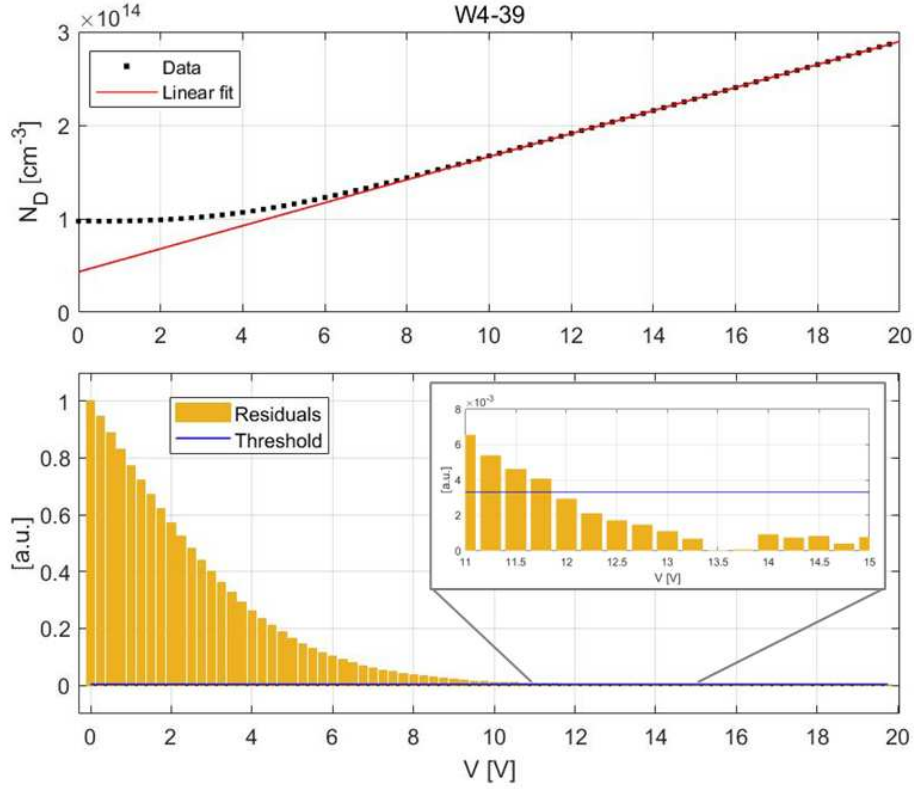 W4-39
×10^14
3
2
1
0
N_D [cm^-3]
Data
Linear fit
0 2 4 6 8 10 12 14 16 18 20
1
0.8
0.6
0.4
0.2
0
[a.u.]
Residuals
Threshold
×10^-3
8
6
4
2
0
[a.u.]
11 11.5 12 12.5 13 13.5 14 14.5 15
V [V]
0 2 4 6 8 10 12 14 16 18 20
V [V]